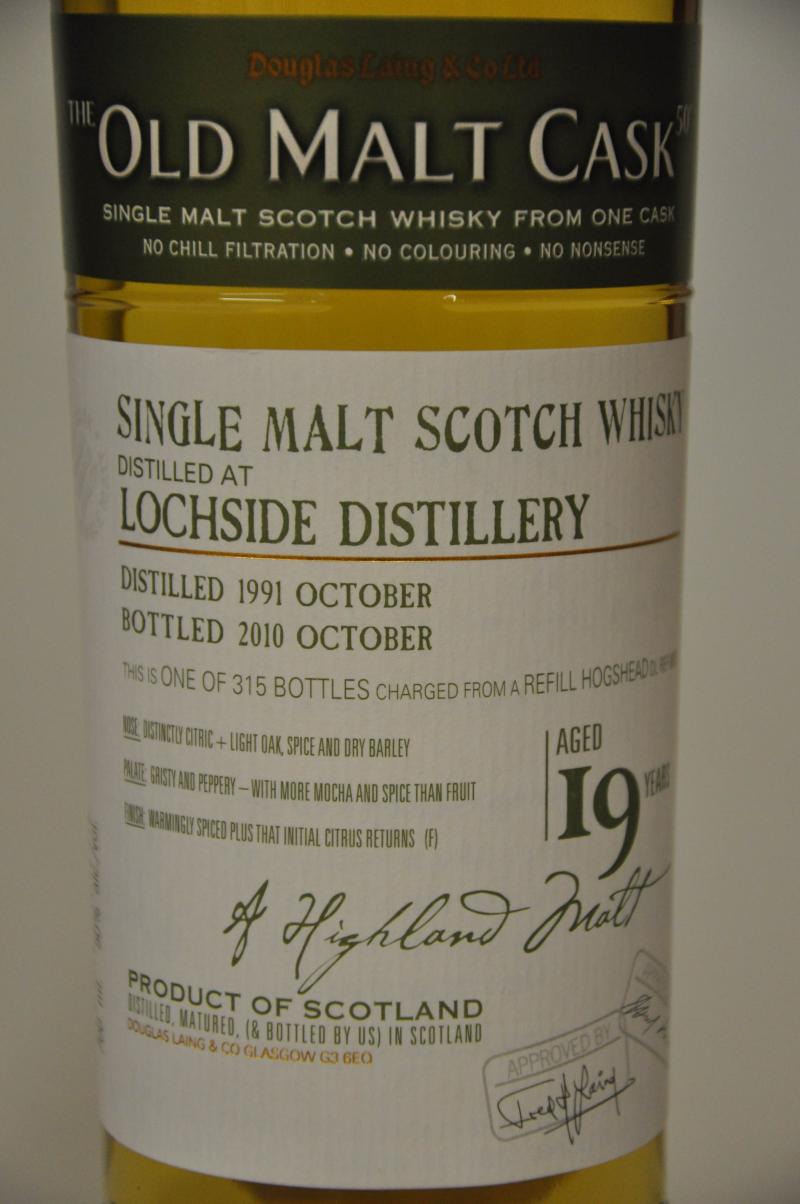 Douglas Laing & Co Ltd
THE OLD MALT CASK 50°
SINGLE MALT SCOTCH WHISKY FROM ONE CASK
NO CHILL FILTRATION • NO COLOURING • NO NONSENSE
SINGLE MALT SCOTCH WHISKY
DISTILLED AT
LOCHSIDE DISTILLERY
DISTILLED 1991 OCTOBER
BOTTLED 2010 OCTOBER
THIS IS ONE OF 315 BOTTLES CHARGED FROM A REFILL HOGSHEAD DL REF
NOSE: DISTINCTLY CITRIC + LIGHT OAK, SPICE AND DRY BARLEY
PALATE: GRISTY AND PEPPERY – WITH MORE MOCHA AND SPICE THAN FRUIT
FINISH: WARMINGLY SPICED PLUS THAT INITIAL CITRUS RETURNS (F)
AGED
19 YEARS
A Highland Malt
PRODUCT OF SCOTLAND
DISTILLED, MATURED, (& BOTTLED BY US) IN SCOTLAND
DOUGLAS LAING & CO GLASGOW G3 6EQ
APPROVED BY
Fred H Laing